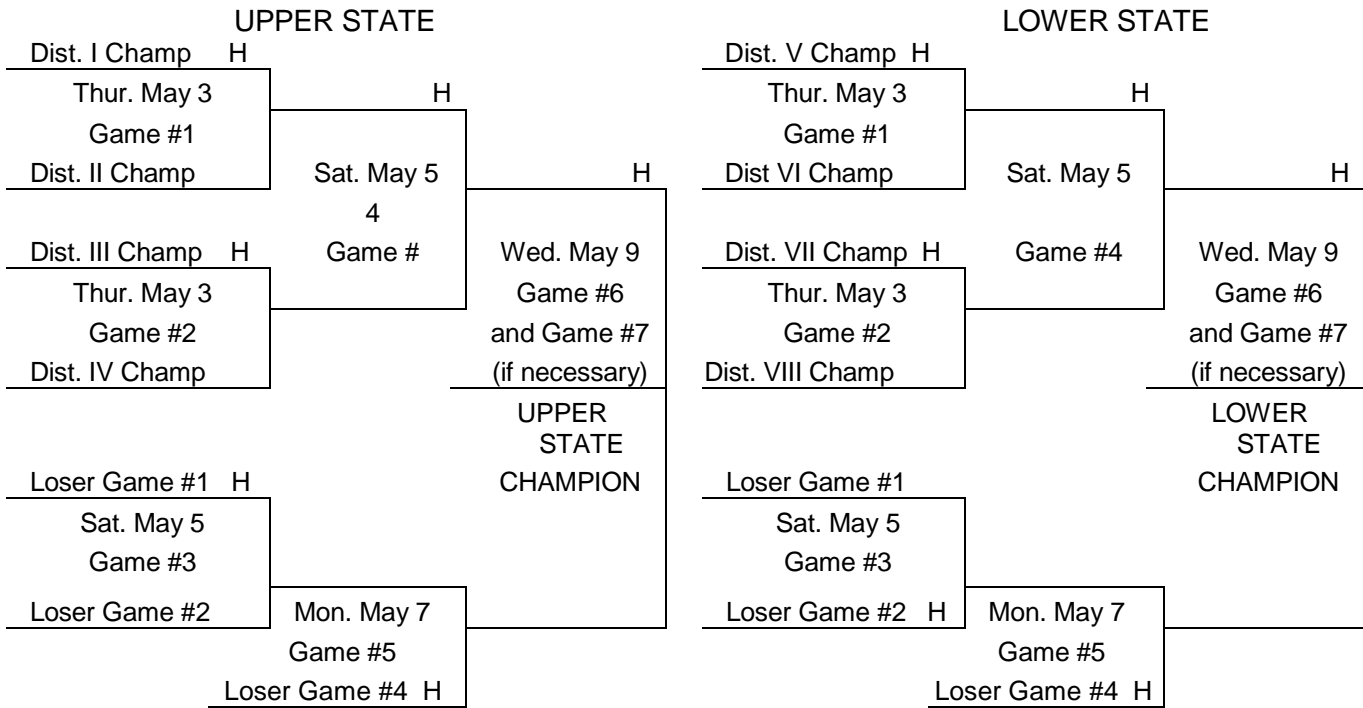 UPPER STATE
Dist. I Champ H
Thur. May 3
H
Game #1
Dist. II Champ
Sat. May 5
H
4
Dist. III Champ H
Game #
Wed. May 9
Thur. May 3
Game #6
Game #2
and Game #7
Dist. IV Champ
(if necessary)
UPPER
STATE
Loser Game #1 H
CHAMPION
Sat. May 5
Game #3
Loser Game #2
Mon. May 7
Game #5
Loser Game #4 H
LOWER STATE
Dist. V Champ H
Thur. May 3
H
Game #1
Dist VI Champ
Sat. May 5
H
Dist. VII Champ H
Game #4
Wed. May 9
Thur. May 3
Game #6
Game #2
and Game #7
Dist. VIII Champ
(if necessary)
LOWER
STATE
Loser Game #1
CHAMPION
Sat. May 5
Game #3
Loser Game #2 H
Mon. May 7
Game #5
Loser Game #4 H